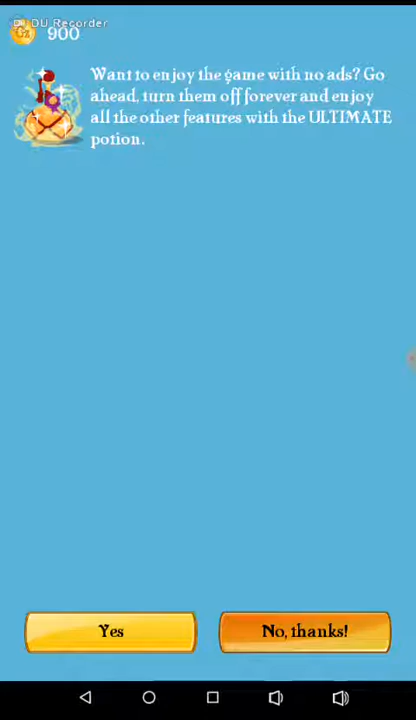 DU Recorder
900
Want to enjoy the game with no ads? Go
ahead, turn them off forever and enjoy
all the other features with the ULTIMATE
potion.
Yes
No, thanks!